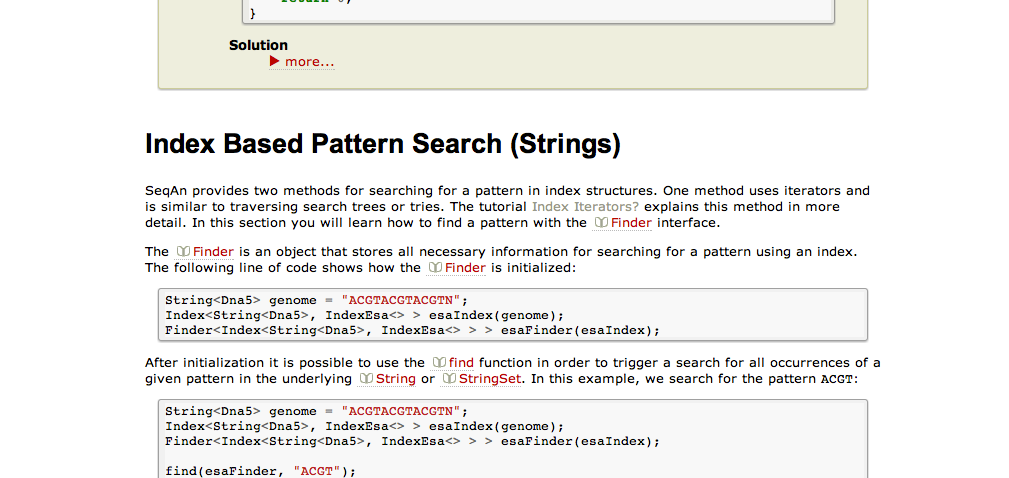 }
Solution
more...
Index Based Pattern Search (Strings)
SeqAn provides two methods for searching for a pattern in index structures. One method uses iterators and
is similar to traversing search trees or tries. The tutorial Index Iterators? explains this method in more
detail. In this section you will learn how to find a pattern with the Finder interface.
The Finder is an object that stores all necessary information for searching for a pattern using an index.
The following line of code shows how the Finder is initialized:
String<Dna5> genome = "ACGTACGTACGTN";
Index<String<Dna5>, IndexEsa<> > esaIndex(genome);
Finder<Index<String<Dna5>, IndexEsa<> > > esaFinder(esaIndex);
After initialization it is possible to use the find function in order to trigger a search for all occurrences of a
given pattern in the underlying String or StringSet. In this example, we search for the pattern ACGT:
String<Dna5> genome = "ACGTACGTACGTN";
Index<String<Dna5>, IndexEsa<> > esaIndex(genome);
Finder<Index<String<Dna5>, IndexEsa<> > > esaFinder(esaIndex);
find(esaFinder, "ACGT");